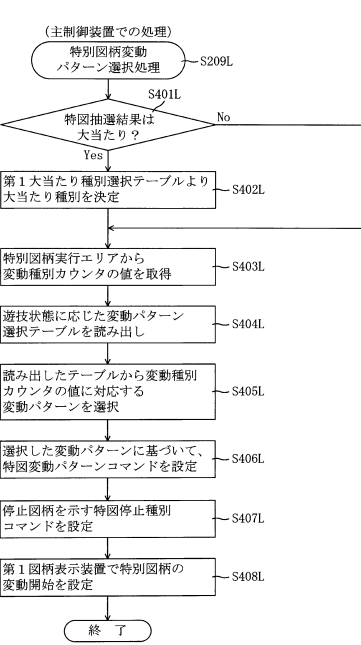 (主制御装置での処理)
特別図柄変動
パターン選択処理
S209L
S401L
特図抽選結果は
大当たり？
No
Yes
第１大当たり種別選択テーブルより
大当たり種別を決定
S402L
特別図柄実行エリアから
変動種別カウンタの値を取得
S403L
遊技状態に応じた変動パターン
選択テーブルを読み出し
S404L
読み出したテーブルから変動種別
カウンタの値に対応する
変動パターンを選択
S405L
選択した変動パターンに基づいて、
特図変動パターンコマンドを設定
S406L
停止図柄を示す特図停止種別
コマンドを設定
S407L
第１図柄表示装置で特別図柄の
変動開始を設定
S408L
終　了